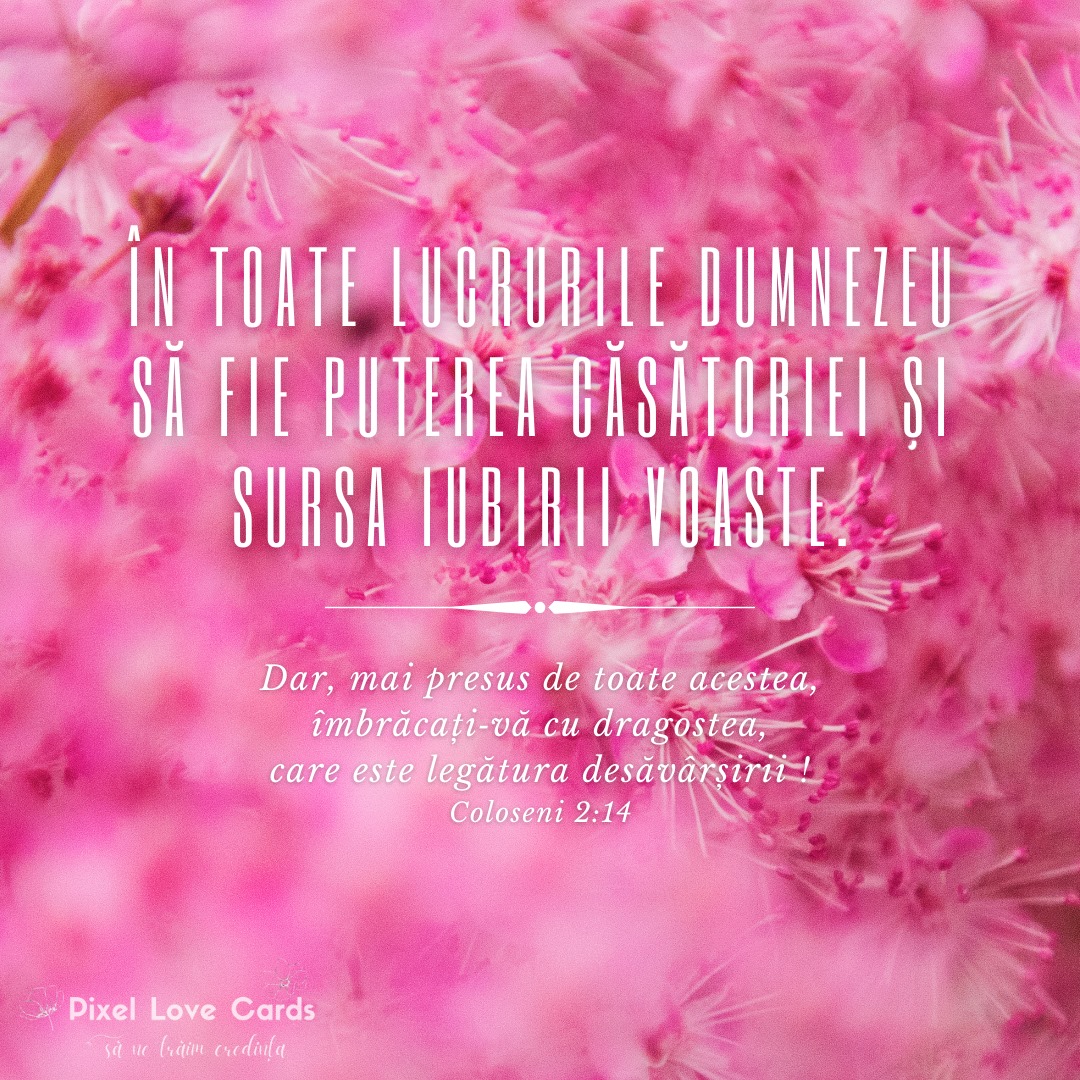 ÎN TOATE LUCRURILE DUMNEZEU
SĂ FIE PUTEREA CĂSĂTORIEI ȘI
SURSA IUBIRII VOASTE.
Dar, mai presus de toate acestea,
îmbrăcați-vă cu dragostea,
care este legătura desăvârșirii !
Coloseni 2:14
Pixel Love Cards
să ne trăim credința